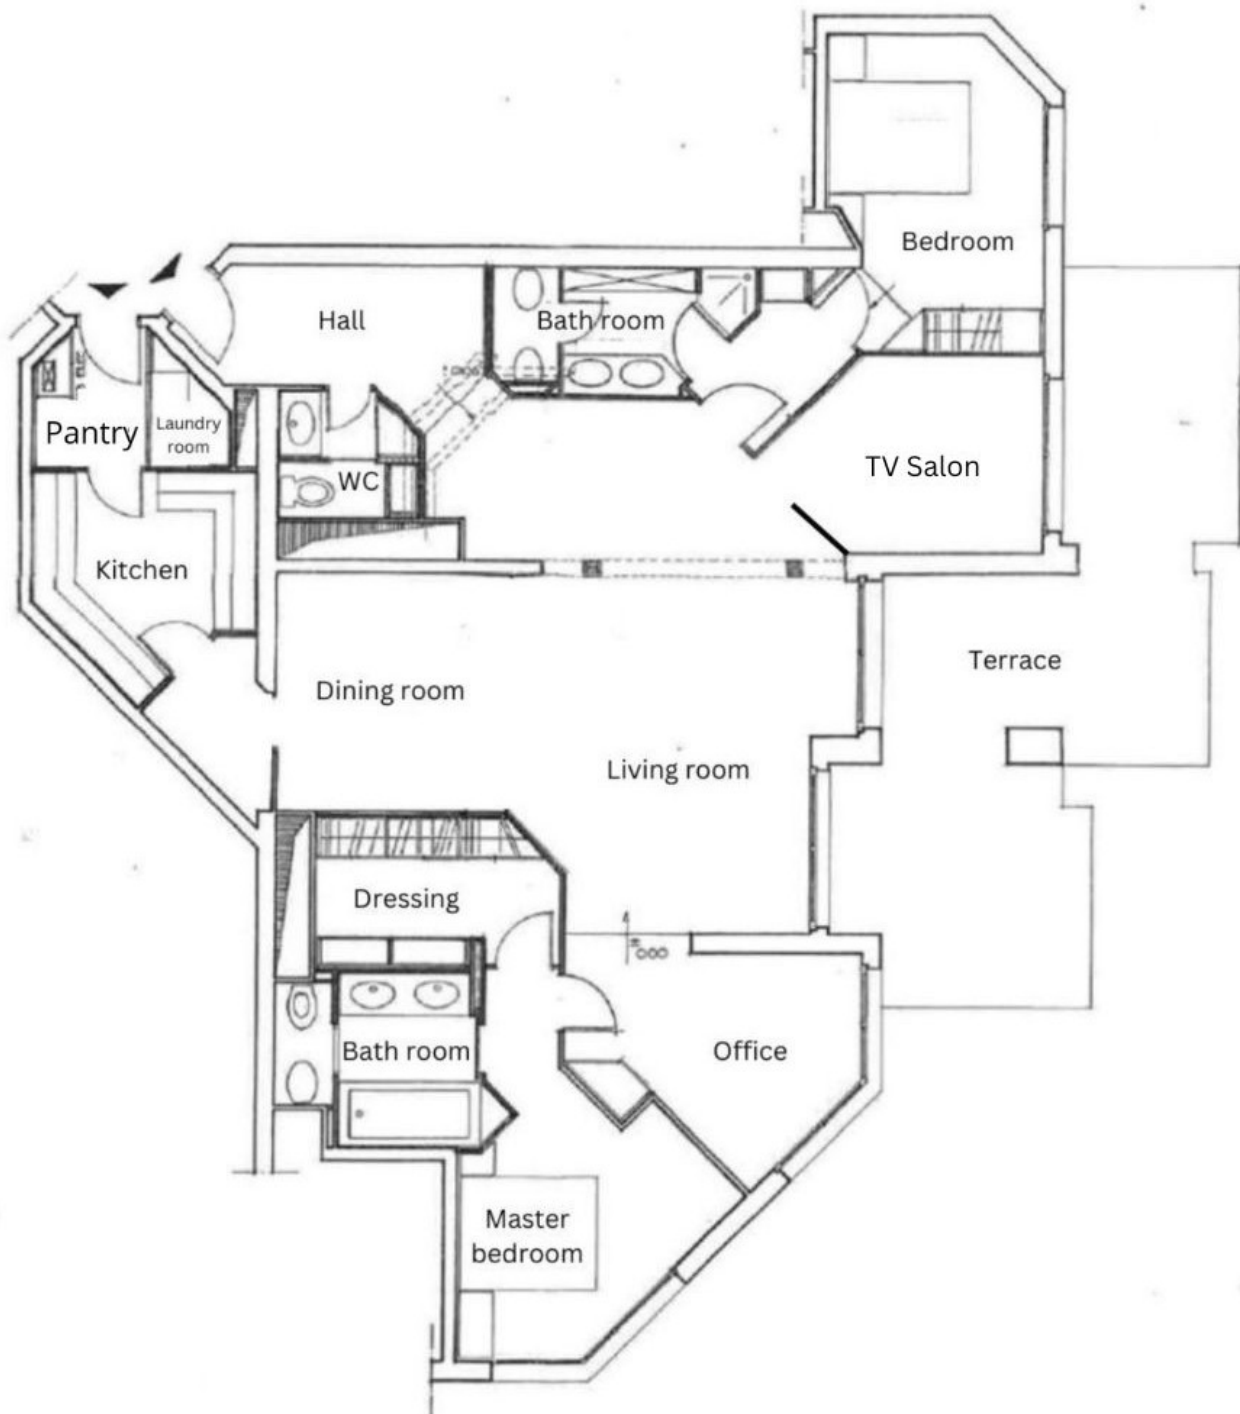 Bedroom
Hall
Bath room
Pantry
Laundry
room
TV Salon
WC
Kitchen
Terrace
Dining room
Living room
Dressing
Bath room
Office
Master
bedroom